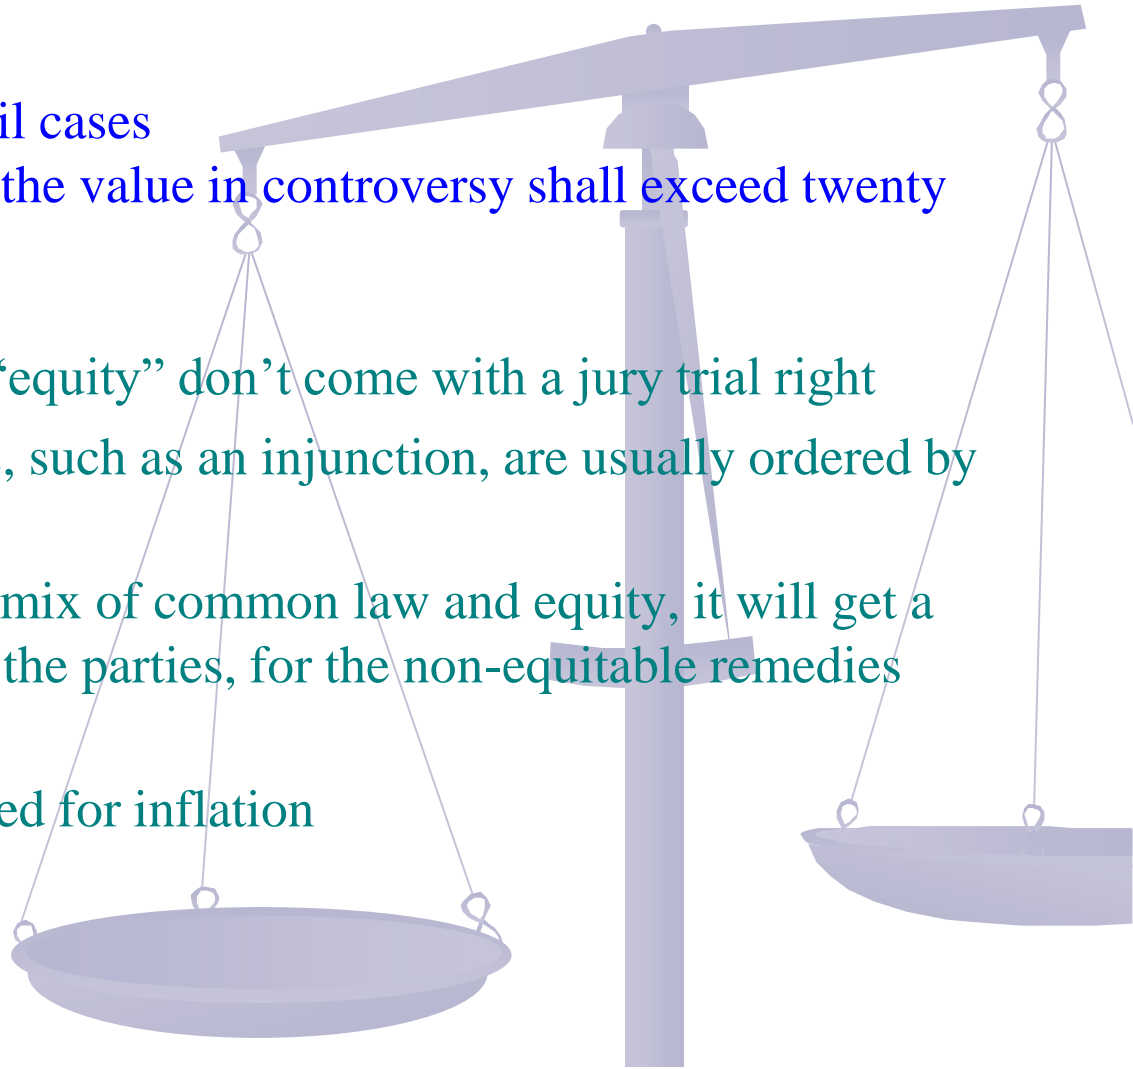 il cases
the value in controversy shall exceed twenty
“equity” don’t come with a jury trial right
, such as an injunction, are usually ordered by
mix of common law and equity, it will get a
the parties, for the non-equitable remedies
ed for inflation